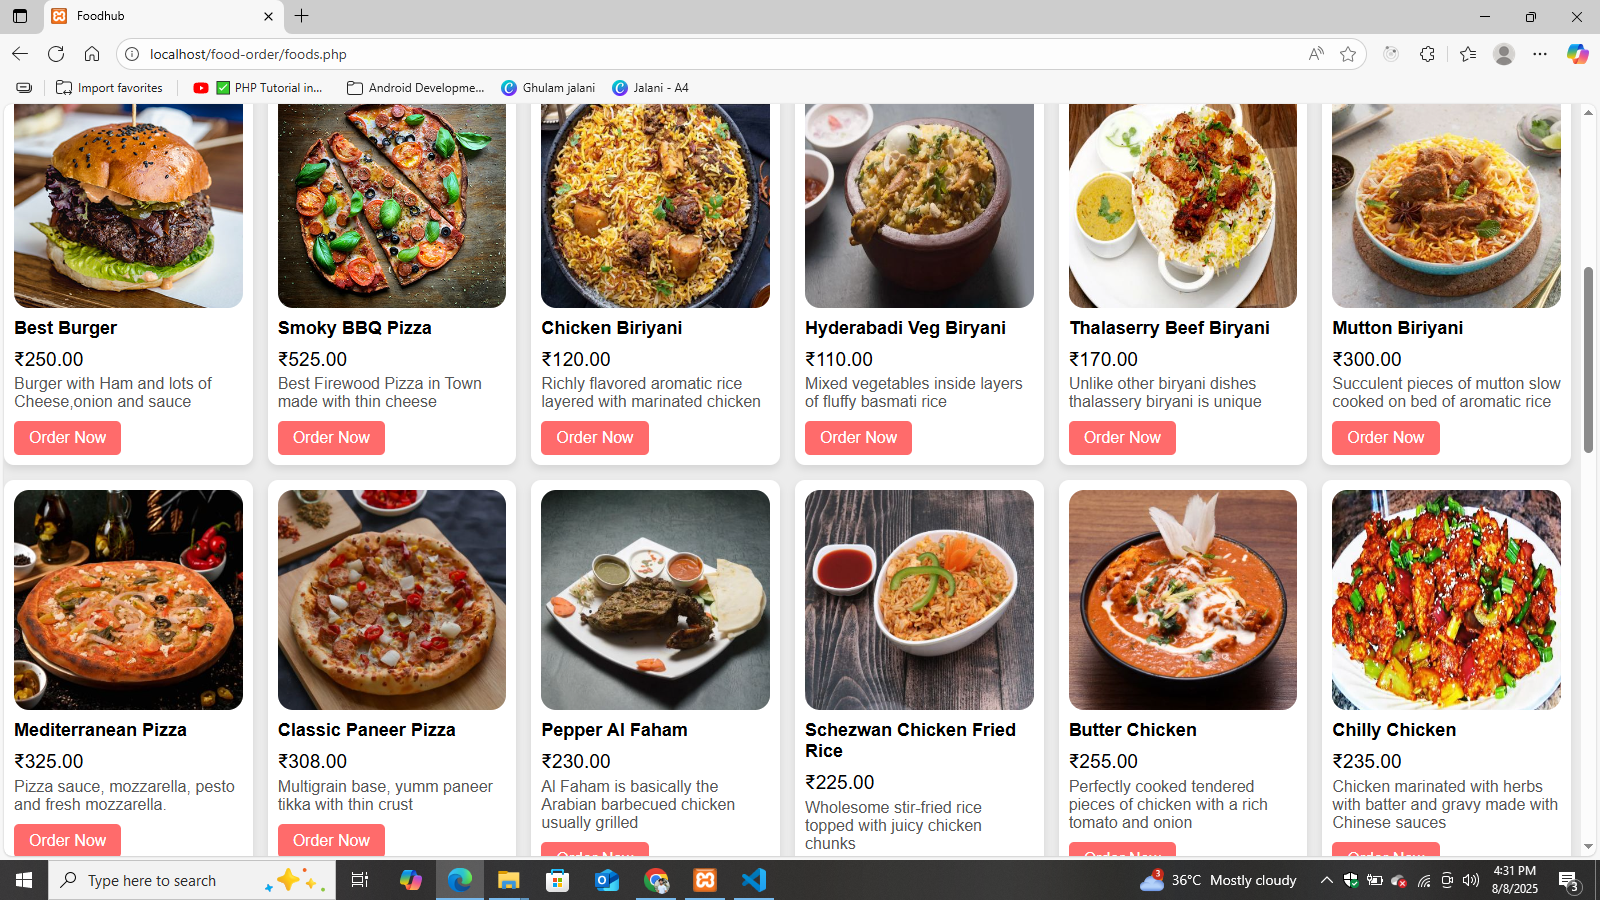 Foodhub
localhost/food-order/foods.php
Import favorites
PHP Tutorial in...
Android Developme...
Ghulam jalani
Jalani - A4
Best Burger
₹250.00
Burger with Ham and lots of
Cheese,onion and sauce
Order Now
Smoky BBQ Pizza
₹525.00
Best Firewood Pizza in Town
made with thin cheese
Order Now
Chicken Biriyani
₹120.00
Richly flavored aromatic rice
layered with marinated chicken
Order Now
Hyderabadi Veg Biryani
₹110.00
Mixed vegetables inside layers
of fluffy basmati rice
Order Now
Thalaserry Beef Biryani
₹170.00
Unlike other biryani dishes
thalassery biryani is unique
Order Now
Mutton Biriyani
₹300.00
Succulent pieces of mutton slow
cooked on bed of aromatic rice
Order Now
Mediterranean Pizza
₹325.00
Pizza sauce, mozzarella, pesto
and fresh mozzarella.
Order Now
Classic Paneer Pizza
₹308.00
Multigrain base, yumm paneer
tikka with thin crust
Order Now
Pepper Al Faham
₹230.00
Al Faham is basically the
Arabian barbecued chicken
usually grilled
Order Now
Schezwan Chicken Fried
Rice
₹225.00
Wholesome stir-fried rice
topped with juicy chicken
chunks
Butter Chicken
₹255.00
Perfectly cooked tendered
pieces of chicken with a rich
tomato and onion
Order Now
Chilly Chicken
₹235.00
Chicken marinated with herbs
with batter and gravy made with
Chinese sauces
Order Now
Type here to search
3
36°C Mostly cloudy
4:31 PM
8/8/2025
3